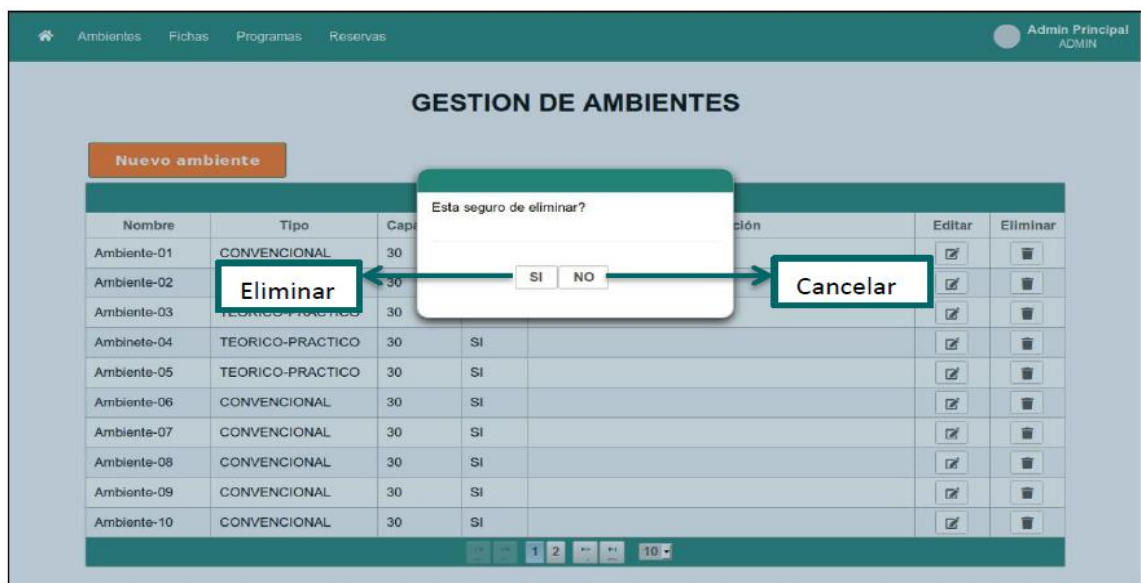 Ambientes Fichas Programas Reservas Admin Principal
ADMIN
GESTION DE AMBIENTES
Nuevo ambiente
Esta seguro de eliminar?
Nombre Tipo Capa ción Editar Eliminar
Ambiente-01 CONVENCIONAL 30
SI NO
Ambiente-02 30
Eliminar Cancelar
Ambiente-03 TEORICO-PRACTICO 30
Ambinete-04 TEORICO-PRACTICO 30 SI
Ambiente-05 TEORICO-PRACTICO 30 SI
Ambiente-06 CONVENCIONAL 30 SI
Ambiente-07 CONVENCIONAL 30 SI
Ambiente-08 CONVENCIONAL 30 SI
Ambiente-09 CONVENCIONAL 30 SI
Ambiente-10 CONVENCIONAL 30 SI
1 2 10